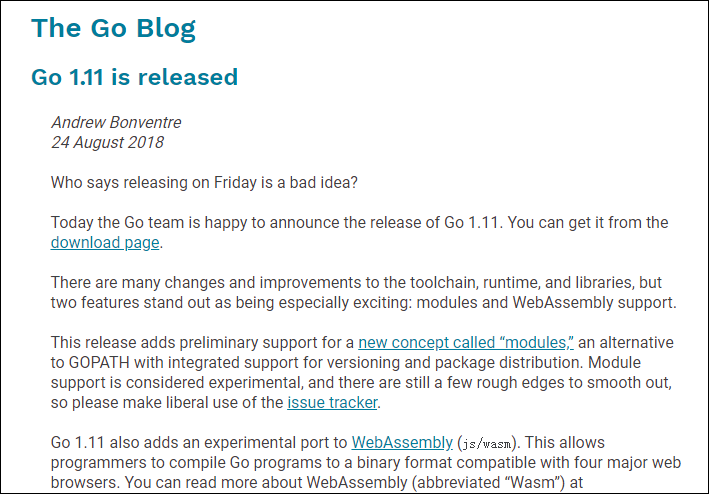 The Go Blog
Go 1.11 is released
Andrew Bonventre
24 August 2018
Who says releasing on Friday is a bad idea?
Today the Go team is happy to announce the release of Go 1.11. You can get it from the
download page.
There are many changes and improvements to the toolchain, runtime, and libraries, but
two features stand out as being especially exciting: modules and WebAssembly support.
This release adds preliminary support for a new concept called “modules,” an alternative
to GOPATH with integrated support for versioning and package distribution. Module
support is considered experimental, and there are still a few rough edges to smooth out,
so please make liberal use of the issue tracker.
Go 1.11 also adds an experimental port to WebAssembly (js/wasm). This allows
programmers to compile Go programs to a binary format compatible with four major web
browsers. You can read more about WebAssembly (abbreviated “Wasm”) at